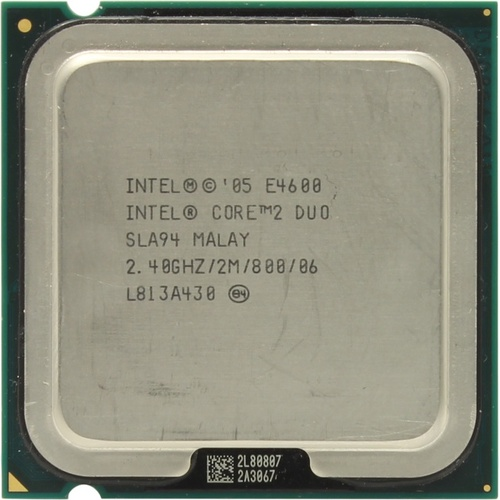 INTEL®©'05 E4600
INTEL® CORE™2 DUO
SLA94 MALAY
2.40GHZ/2M/800/06
L813A430 e4
2L80807
2A3067